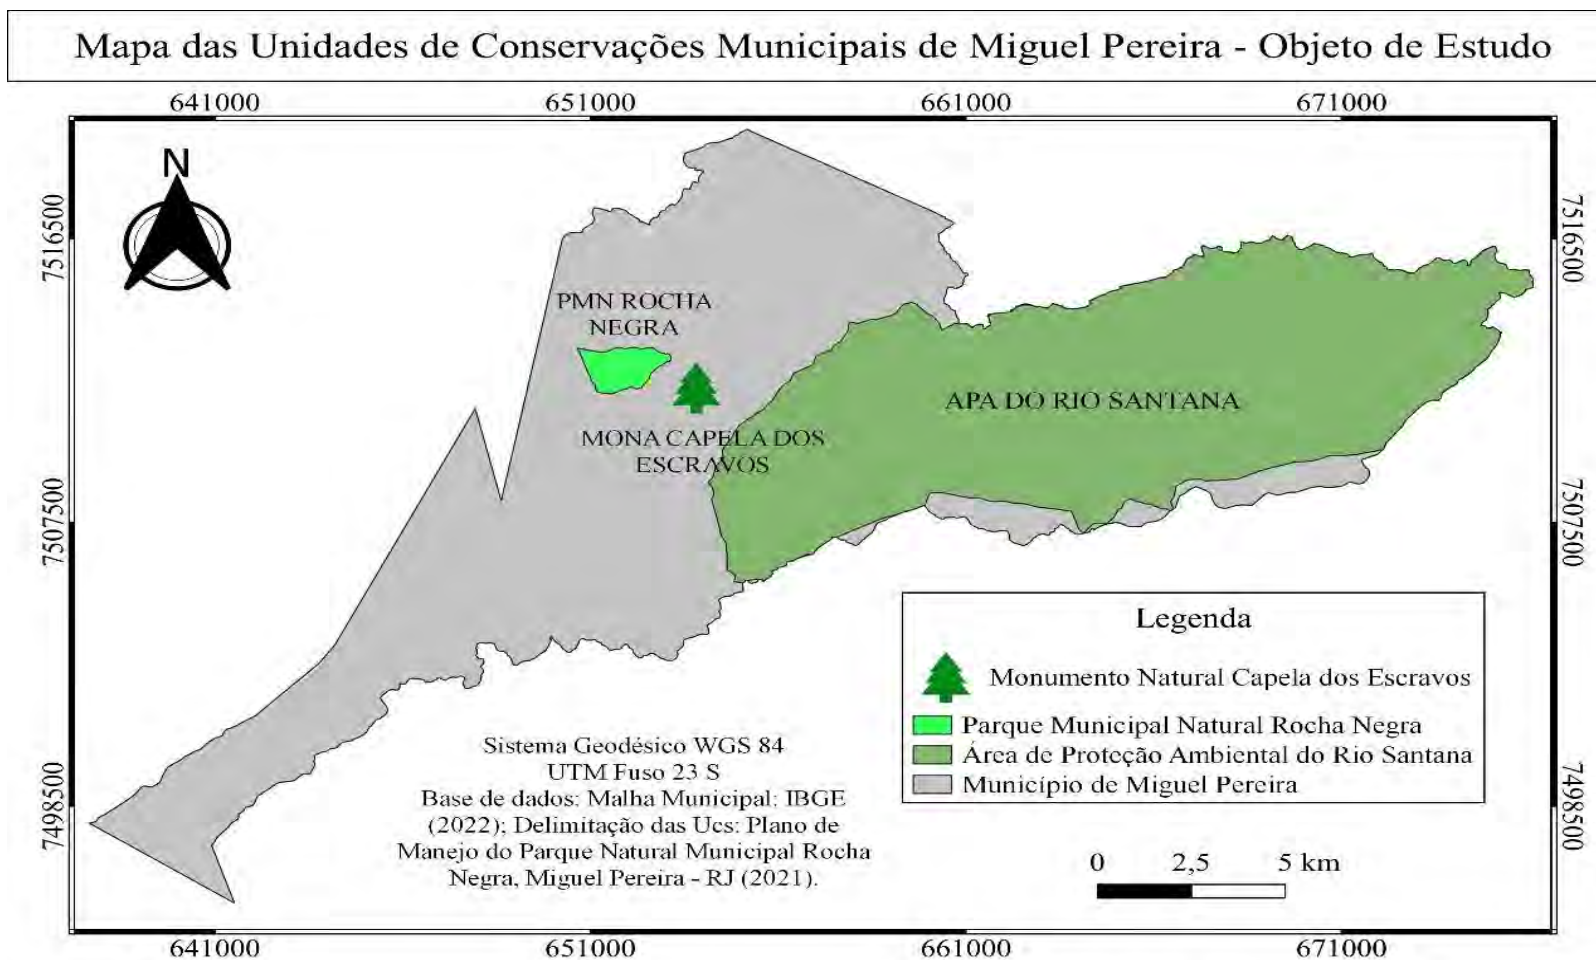 Mapa das Unidades de Conservações Municipais de Miguel Pereira - Objeto de Estudo
641000
651000
661000
671000
N
7516500
7516500
PMN ROCHA
NEGRA
APA DO RIO SANTANA
MONA CAPELA DOS
ESCRAVOS
7507500
7507500
Legenda
Monumento Natural Capela dos Escravos
Parque Municipal Natural Rocha Negra
Área de Proteção Ambiental do Rio Santana
Município de Miguel Pereira
Sistema Geodésico WGS 84
UTM Fuso 23 S
Base de dados: Malha Municipal: IBGE
(2022); Delimitação das Ucs: Plano de
Manejo do Parque Natural Municipal Rocha
Negra, Miguel Pereira - RJ (2021).
7498500
7498500
0 2,5 5 km
641000
651000
661000
671000